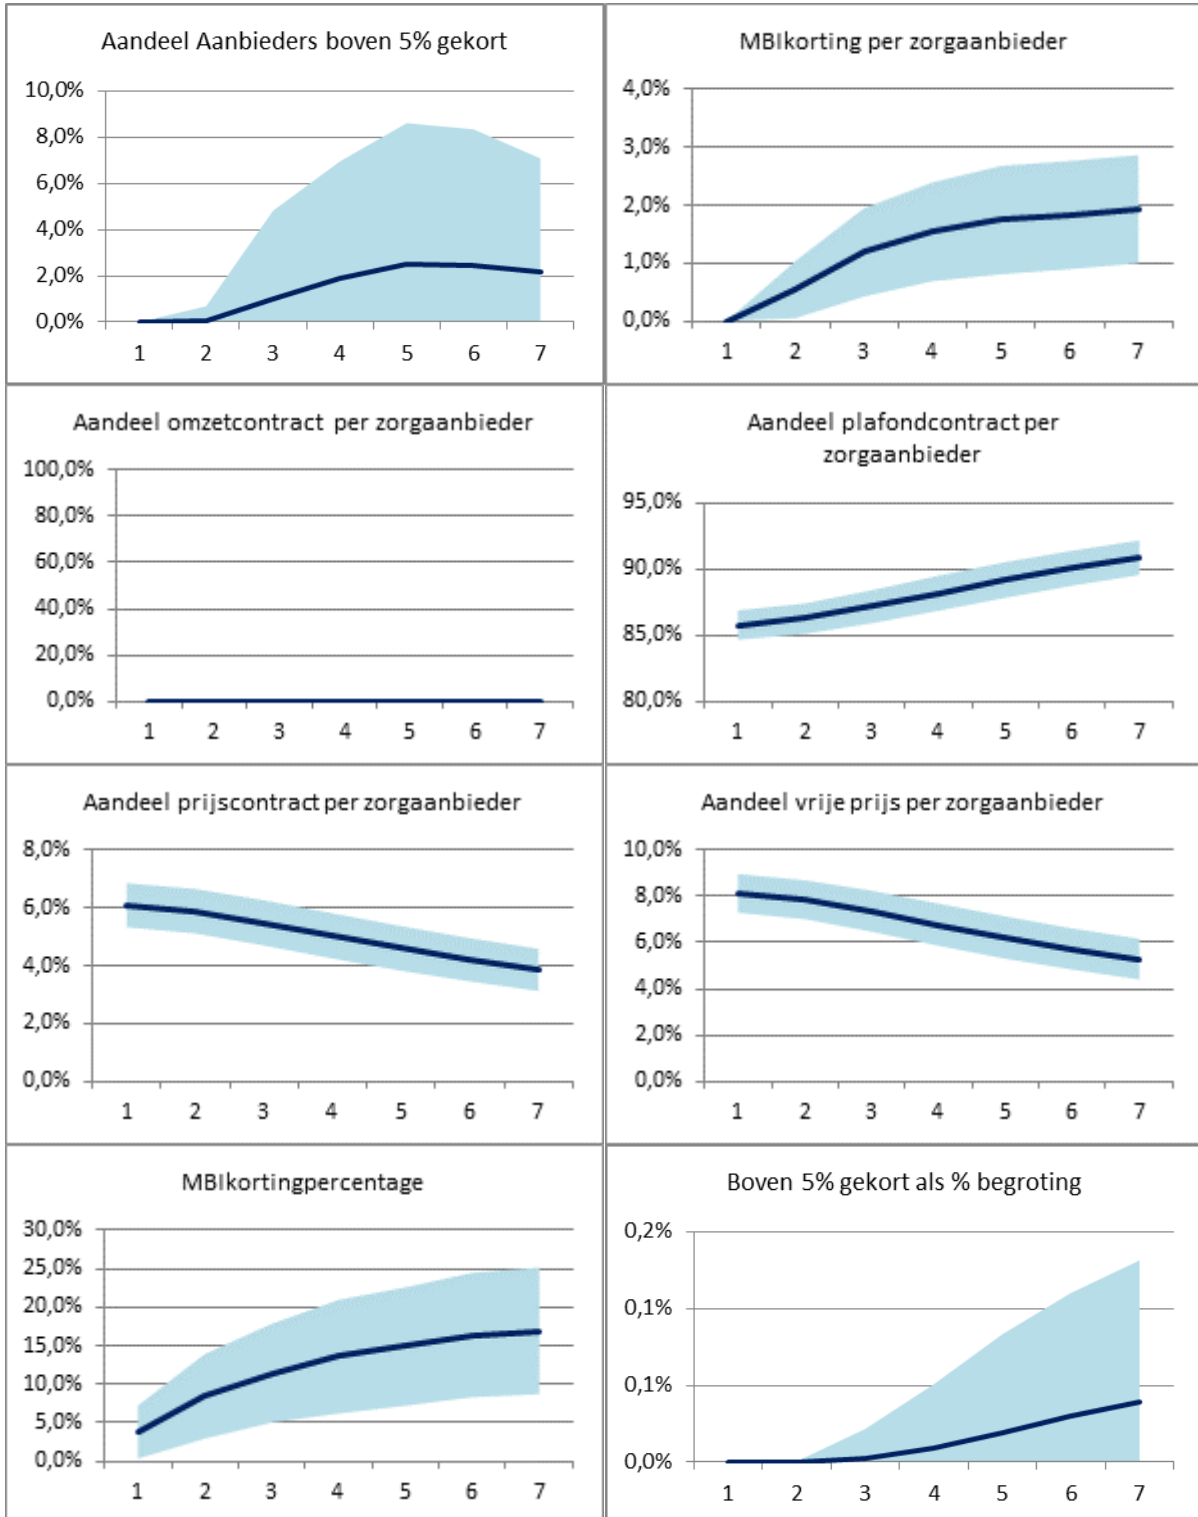 Aandeel Aanbieders boven 5% gekort
10,0%
8,0%
6,0%
4,0%
2,0%
0,0%
1 2 3 4 5 6 7
MBIkorting per zorgaanbieder
4,0%
3,0%
2,0%
1,0%
0,0%
1 2 3 4 5 6 7
Aandeel omzetcontract per zorgaanbieder
100,0%
80,0%
60,0%
40,0%
20,0%
0,0%
1 2 3 4 5 6 7
Aandeel plafondcontract per
zorgaanbieder
95,0%
90,0%
85,0%
80,0%
1 2 3 4 5 6 7
Aandeel prijscontract per zorgaanbieder
8,0%
6,0%
4,0%
2,0%
0,0%
1 2 3 4 5 6 7
Aandeel vrije prijs per zorgaanbieder
10,0%
8,0%
6,0%
4,0%
2,0%
0,0%
1 2 3 4 5 6 7
MBIkortingpercentage
30,0%
25,0%
20,0%
15,0%
10,0%
5,0%
0,0%
1 2 3 4 5 6 7
Boven 5% gekort als % begroting
0,2%
0,1%
0,1%
0,0%
1 2 3 4 5 6 7